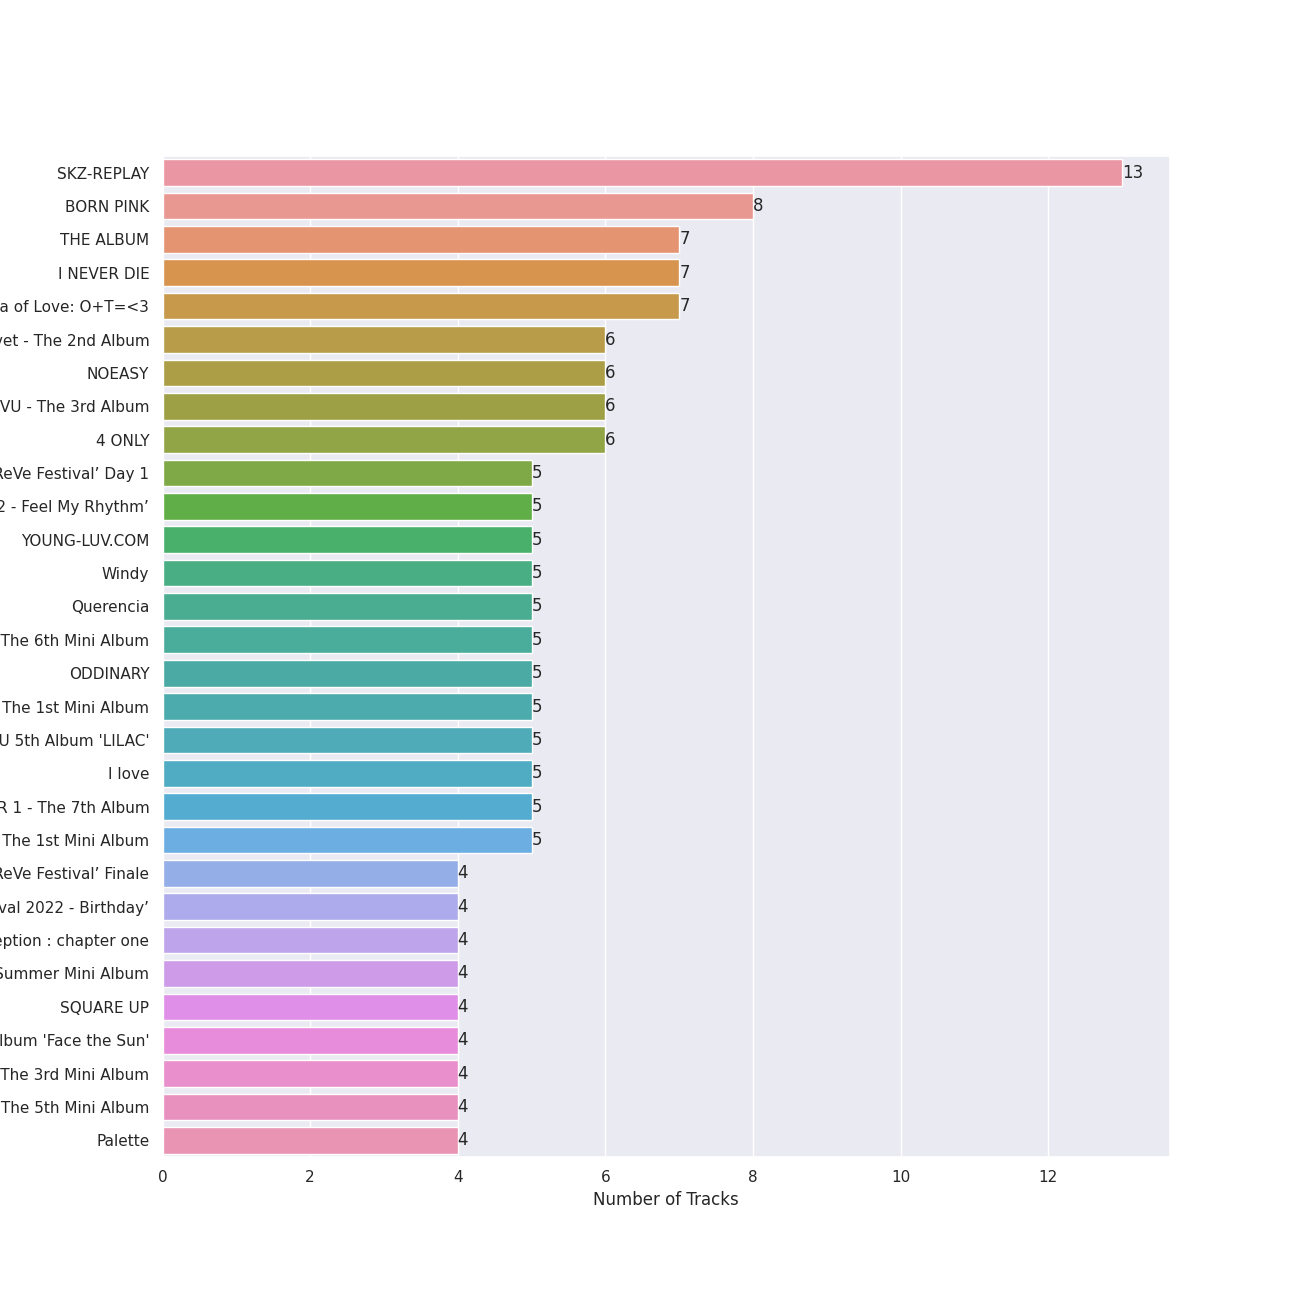 SKZ-REPLAY 13
BORN PINK 8
THE ALBUM 7
I NEVER DIE 7
a of Love: O+T=<3 7
vet - The 2nd Album 6
NOEASY 6
VU - The 3rd Album 6
4 ONLY 6
ReVe Festival’ Day 1 5
2 - Feel My Rhythm’ 5
YOUNG-LUV.COM 5
Windy 5
Querencia 5
The 6th Mini Album 5
ODDINARY 5
The 1st Mini Album 5
U 5th Album 'LILAC' 5
I love 5
R 1 - The 7th Album 5
The 1st Mini Album 5
ReVe Festival’ Finale 4
val 2022 - Birthday’ 4
eption : chapter one 4
Summer Mini Album 4
SQUARE UP 4
lbum 'Face the Sun' 4
The 3rd Mini Album 4
The 5th Mini Album 4
Palette 4
0 2 4 6 8 10 12
Number of Tracks